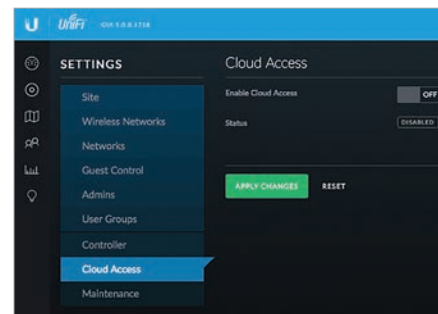 U UniFi
SETTINGS
Site
Wireless Networks
Networks
Guest Control
Admins
User Groups
Controller
Cloud Access
Maintenance
Cloud Access
Enable Cloud Access OFF
Status DISABLED
APPLY CHANGES RESET